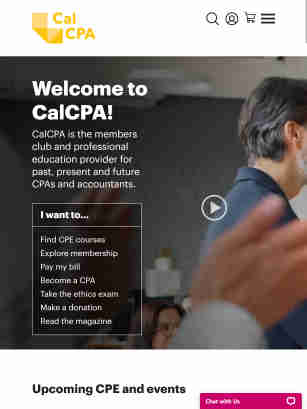 Cal
CPA
Welcome to
CalCPA!
CalCPA is the members
club and professional
education provider for
past, present and future
CPAs and accountants.
I want to...
Find CPE courses
Explore membership
Pay my bill
Become a CPA
Take the ethics exam
Make a donation
Read the magazine
Upcoming CPE and events
Chat with Us